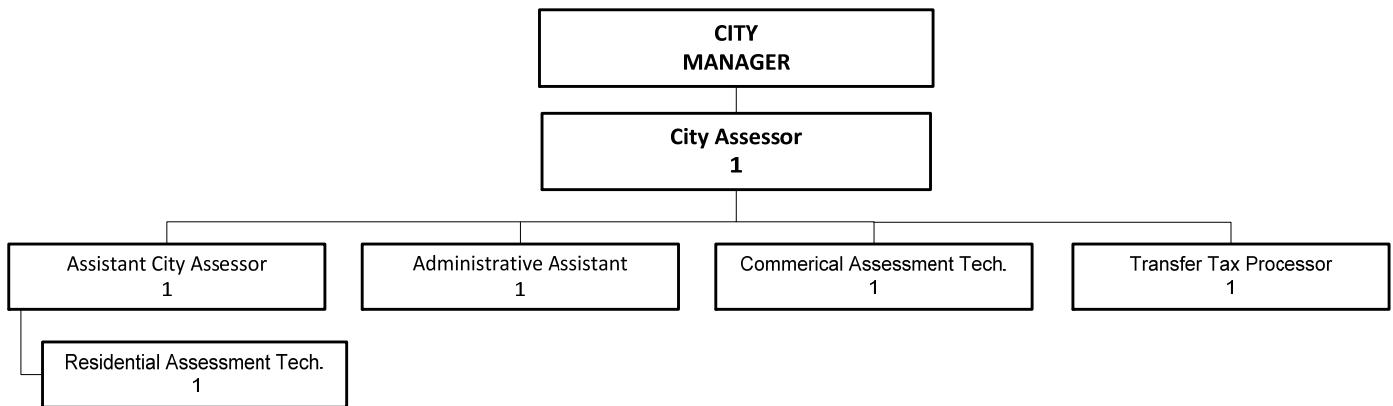 CITY
MANAGER
City Assessor
1
Assistant City Assessor
1
Administrative Assistant
1
Commerical Assessment Tech.
1
Transfer Tax Processor
1
Residential Assessment Tech.
1